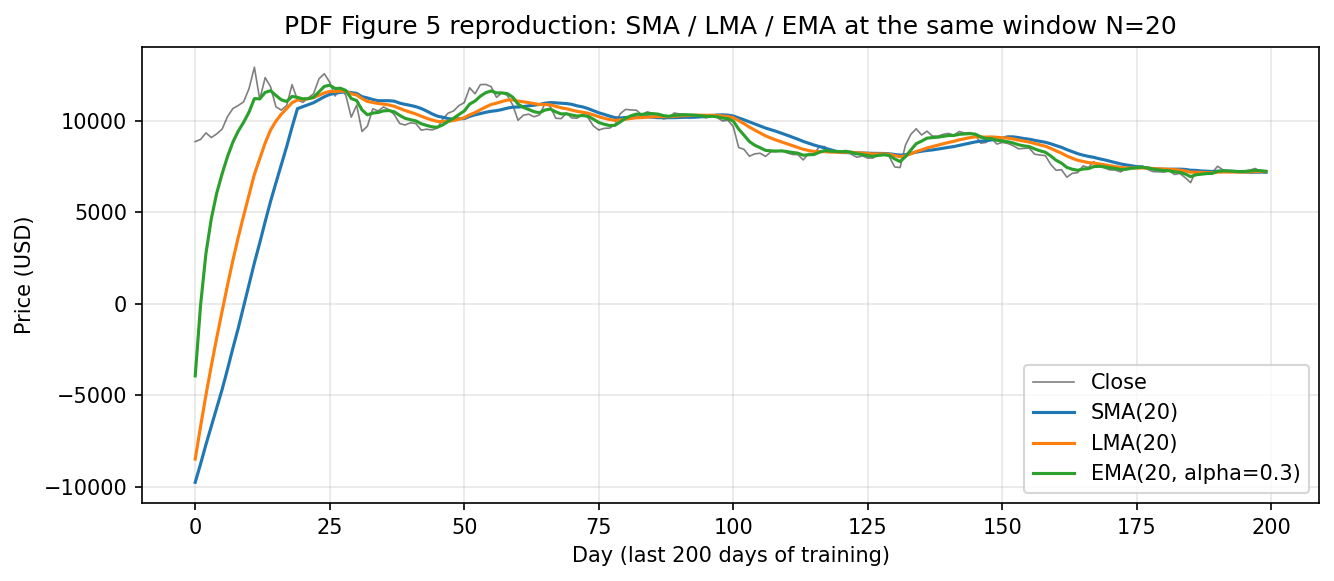 PDF Figure 5 reproduction: SMA / LMA / EMA at the same window N=20
Price (USD)
10000
5000
0
−5000
−10000
Close
SMA(20)
LMA(20)
EMA(20, alpha=0.3)
0 25 50 75 100 125 150 175 200
Day (last 200 days of training)